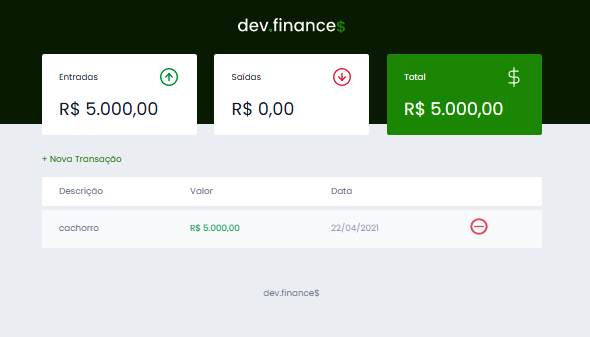 dev.finance$
Entradas
R$ 5.000,00
Saídas
R$ 0,00
Total
$
R$ 5.000,00
+ Nova Transação
Descrição Valor Data
cachorro R$ 5.000,00 22/04/2021
dev.finance$